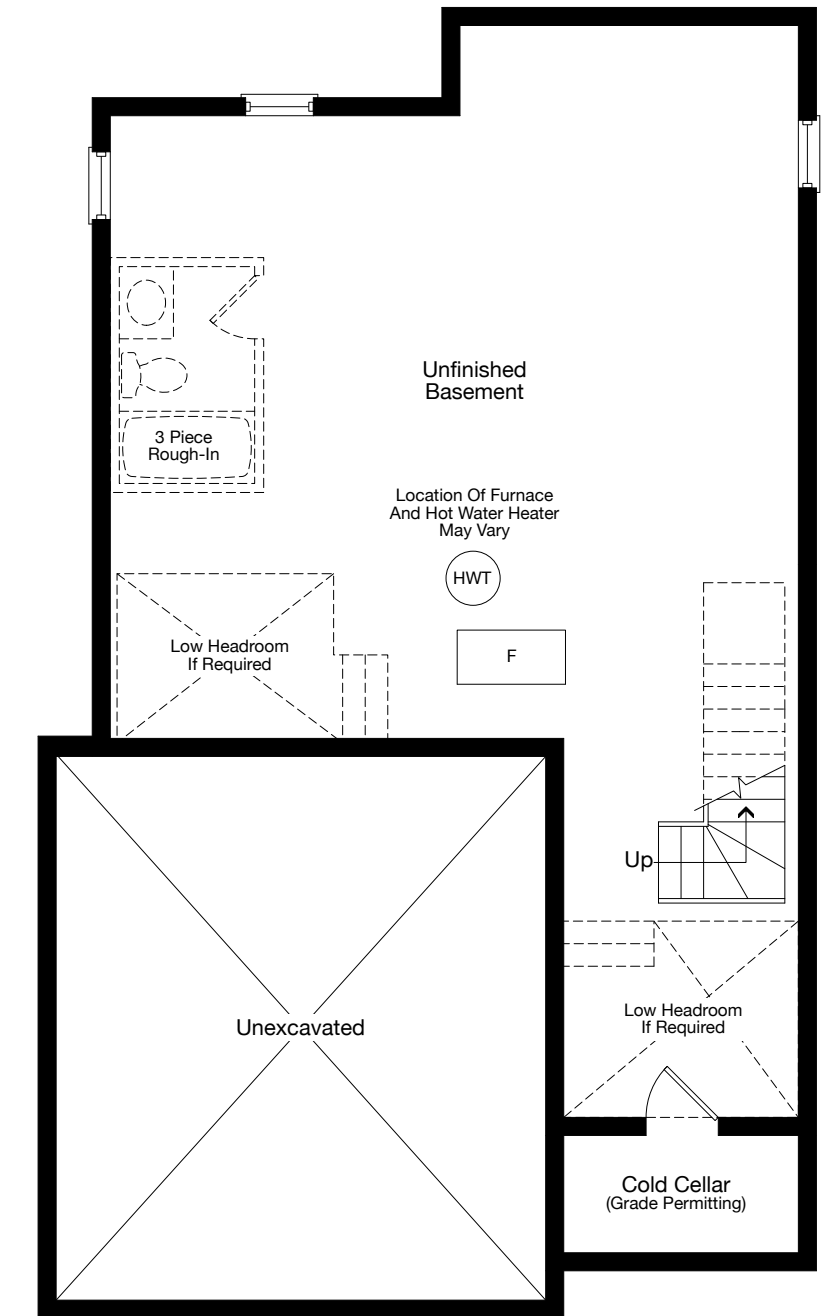 Unfinished
Basement
3 Piece
Rough-In
Location Of Furnace
And Hot Water Heater
May Vary
HWT
Low Headroom
If Required
F
Up
Unexcavated
Low Headroom
If Required
Cold Cellar
(Grade Permitting)